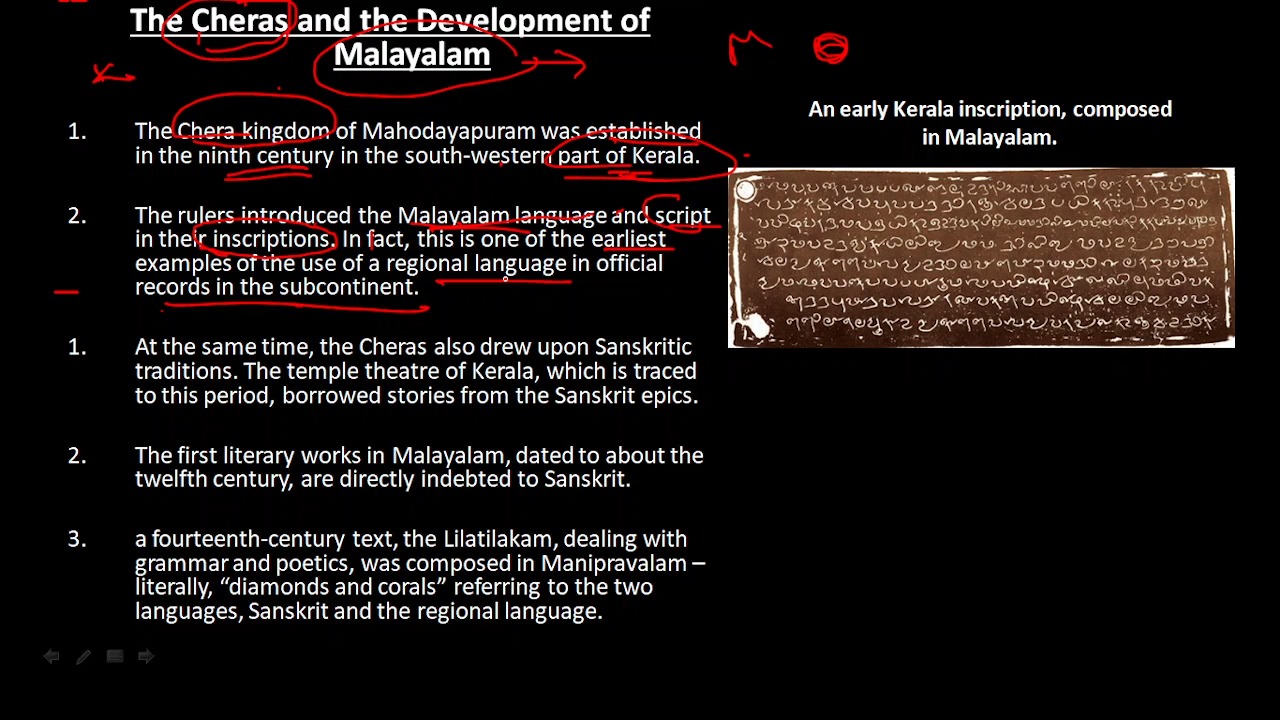 The Cheras and the Development of
Malayalam
1. The Chera kingdom of Mahodayapuram was established
in the ninth century in the south-western part of Kerala.
2. The rulers introduced the Malayalam language and script
in their inscriptions. In fact, this is one of the earliest
examples of the use of a regional language in official
records in the subcontinent.
1. At the same time, the Cheras also drew upon Sanskritic
traditions. The temple theatre of Kerala, which is traced
to this period, borrowed stories from the Sanskrit epics.
2. The first literary works in Malayalam, dated to about the
twelfth century, are directly indebted to Sanskrit.
3. a fourteenth-century text, the Lilatilakam, dealing with
grammar and poetics, was composed in Manipravalam –
literally, “diamonds and corals” referring to the two
languages, Sanskrit and the regional language.
M
An early Kerala inscription, composed
in Malayalam.